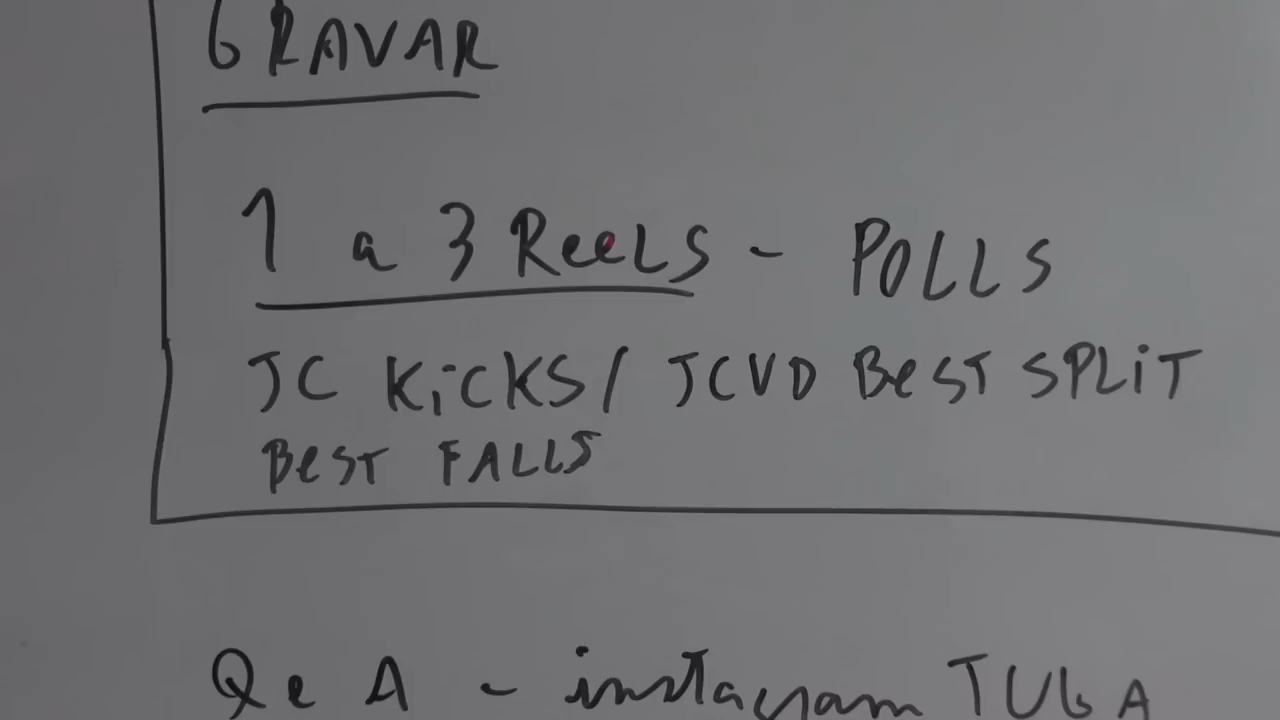 GRAVAR
1 a 3 ReeLS - POLLS
JC KiCKS/ JCVD BeST SPLiT
BeST FALLS
Q e A - instagram TUGA